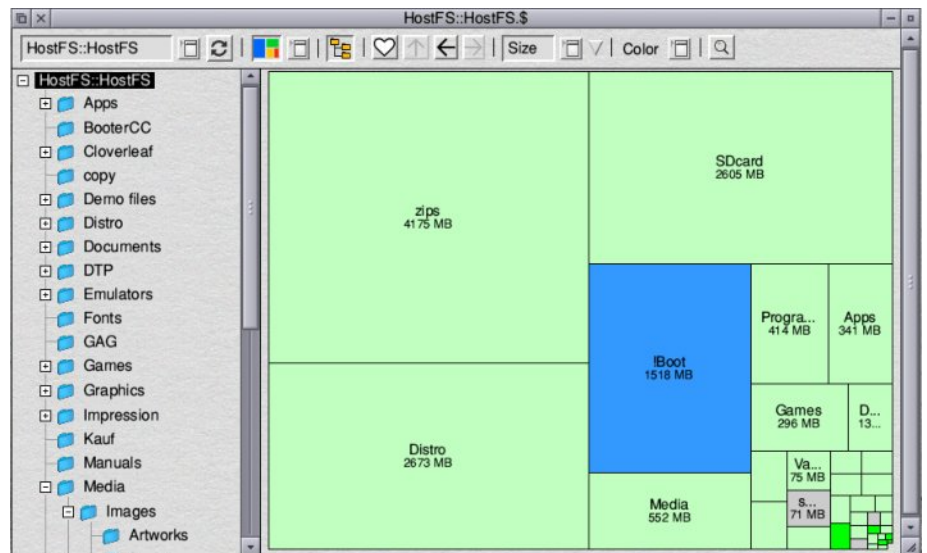 HostFS::HostFS.$
HostFS::HostFS
Size
Color
HostFS::HostFS
Apps
BooterCC
Cloverleaf
copy
Demo files
Distro
Documents
DTP
Emulators
Fonts
GAG
Games
Graphics
Impression
Kauf
Manuals
Media
Images
Artworks
zips
4175 MB
SDcard
2605 MB
!Boot
1518 MB
Progra...
414 MB
Apps
341 MB
Games
296 MB
D...
13...
Distro
2673 MB
Media
552 MB
Va...
75 MB
s...
71 MB